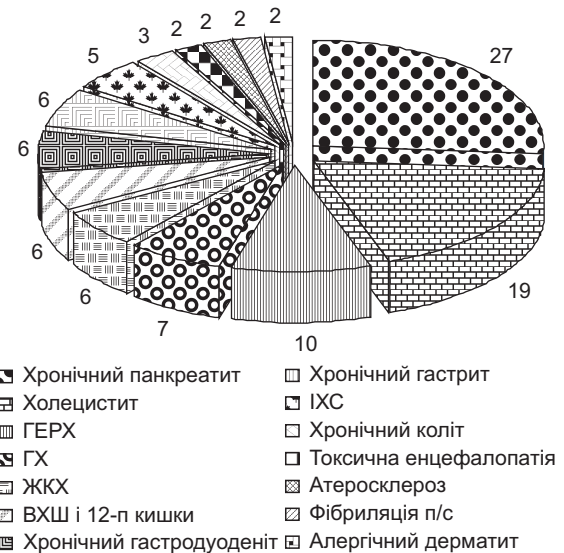 2
2
2
2
3
5
27
6
6
6
6
7
10
19
Хронічний панкреатит
Холецистит
ГЕРХ
ГХ
ЖКХ
ВХШ і 12-п кишки
Хронічний гастродуоденіт
Хронічний гастрит
ІХС
Хронічний коліт
Токсична енцефалопатія
Атеросклероз
Фібриляція п/с
Алергічний дерматит